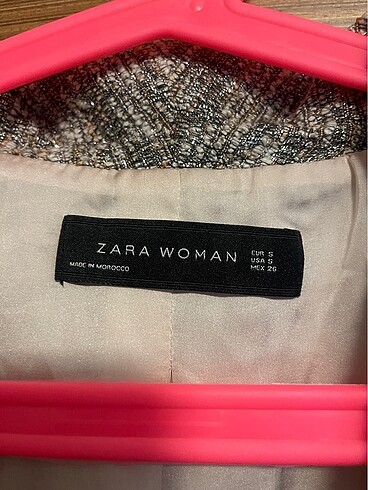 ZARA WOMAN
MADE IN MOROCCO
EUR S
USA S
MEX 26